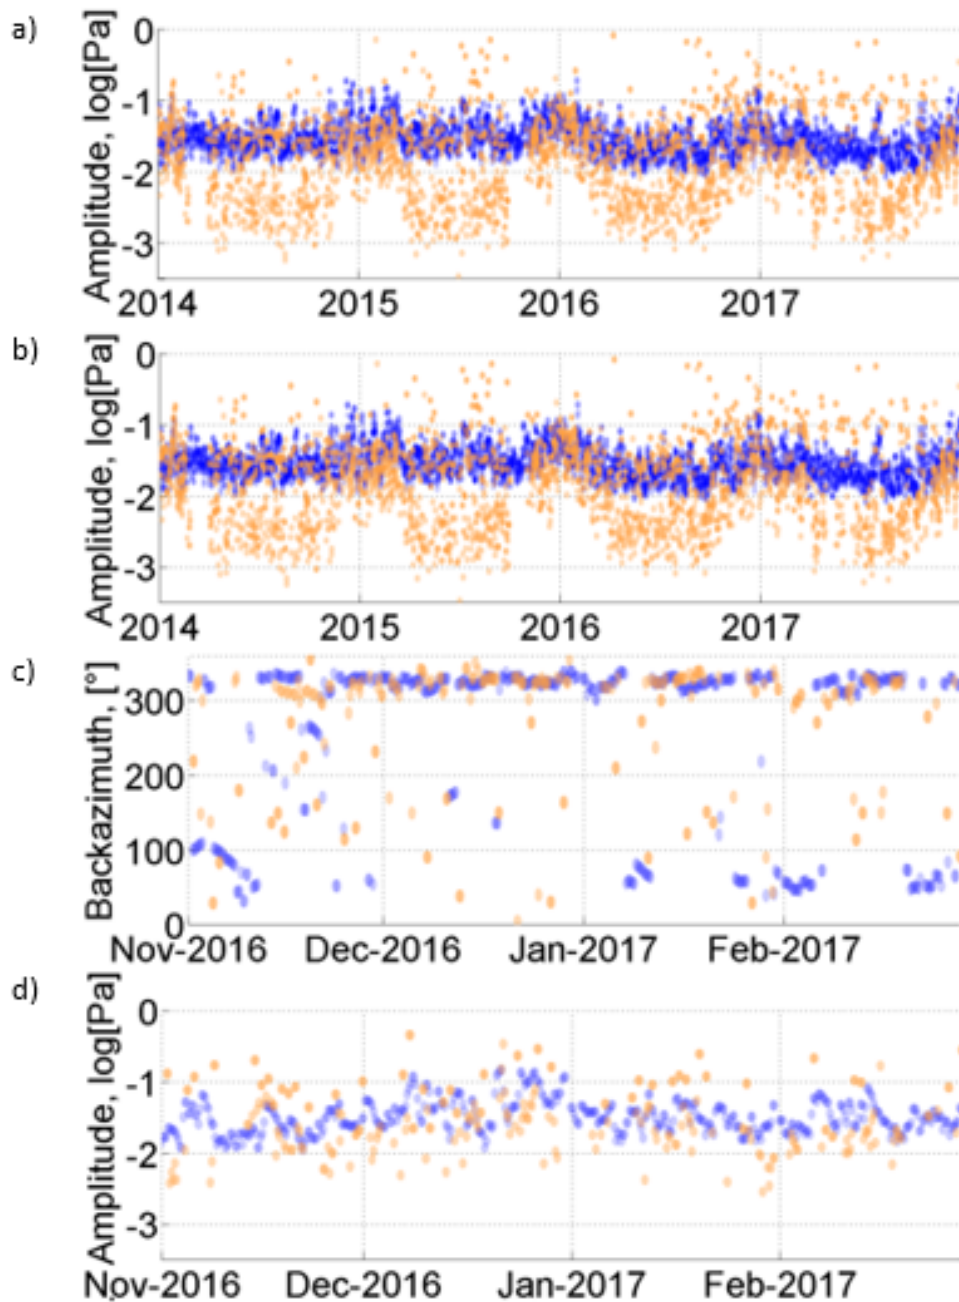 a)
Amplitude, log[Pa]
0
-1
-2
-3
2014 2015 2016 2017
b)
Amplitude, log[Pa]
0
-1
-2
-3
2014 2015 2016 2017
c)
Backazimuth, [°]
300
200
100
0
Nov-2016 Dec-2016 Jan-2017 Feb-2017
d)
Amplitude, log[Pa]
0
-1
-2
-3
Nov-2016 Dec-2016 Jan-2017 Feb-2017